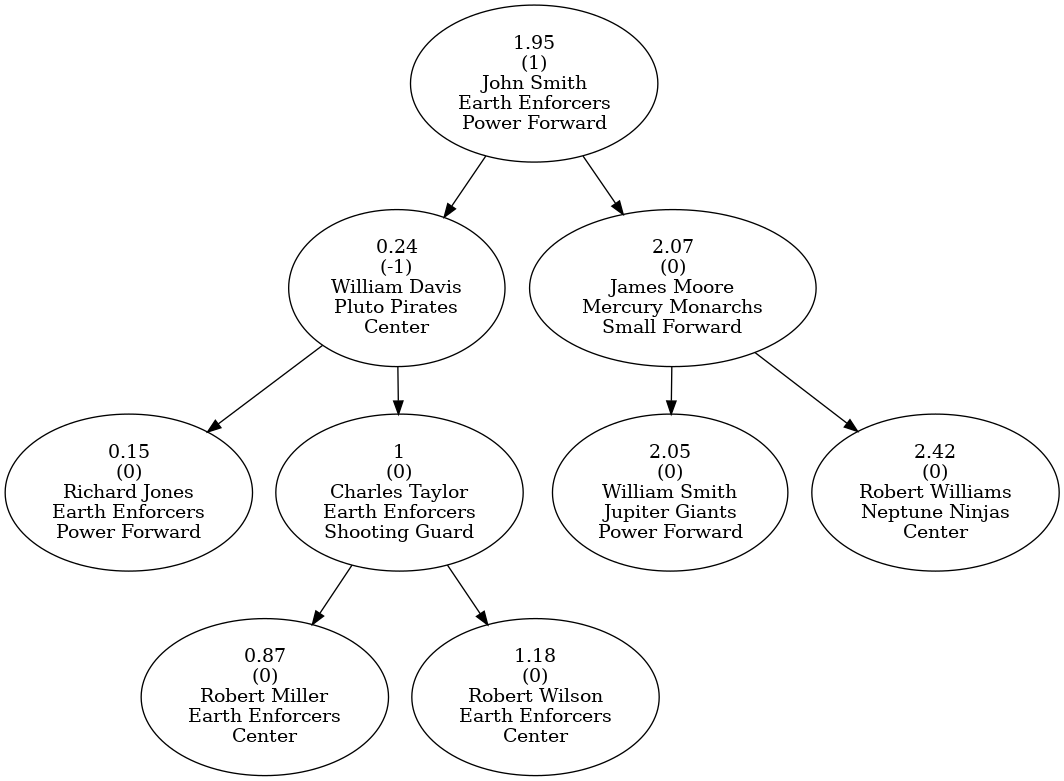 1.95
(1)
John Smith
Earth Enforcers
Power Forward
0.24
(-1)
William Davis
Pluto Pirates
Center
2.07
(0)
James Moore
Mercury Monarchs
Small Forward
0.15
(0)
Richard Jones
Earth Enforcers
Power Forward
1
(0)
Charles Taylor
Earth Enforcers
Shooting Guard
2.05
(0)
William Smith
Jupiter Giants
Power Forward
2.42
(0)
Robert Williams
Neptune Ninjas
Center
0.87
(0)
Robert Miller
Earth Enforcers
Center
1.18
(0)
Robert Wilson
Earth Enforcers
Center